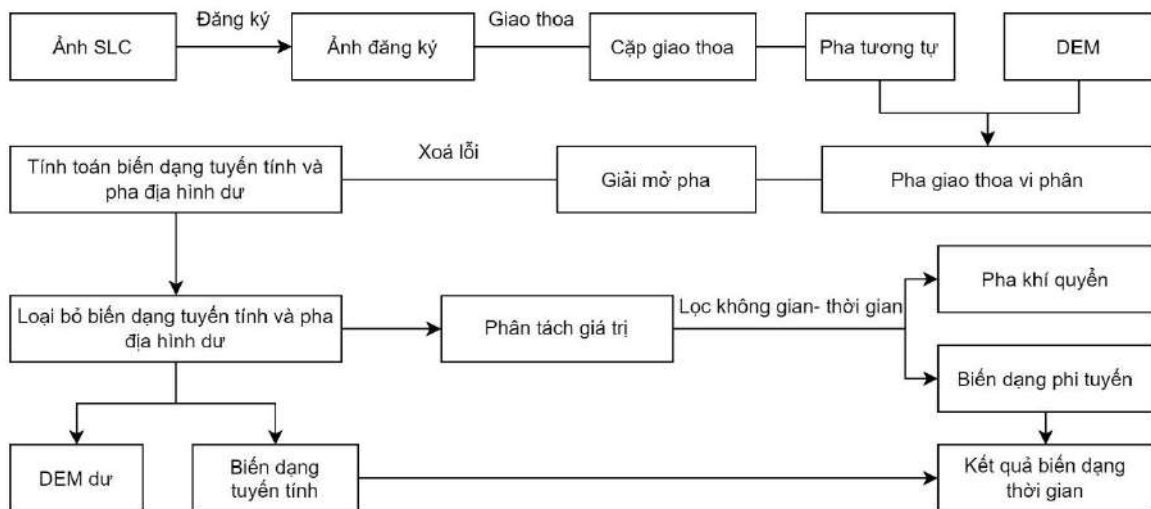 Đăng ký
Giao thoa
Ảnh SLC
Ảnh đăng ký
Cặp giao thoa
Pha tương tự
DEM
Tính toán biến dạng tuyến tính và
pha địa hình dư
Xoá lỗi
Giải mở pha
Pha giao thoa vi phân
Loại bỏ biến dạng tuyến tính và pha
địa hình dư
Phân tách giá trị
Lọc không gian- thời gian
Pha khí quyển
Biến dạng phi tuyến
DEM dư
Biến dạng
tuyến tính
Kết quả biến dạng
thời gian